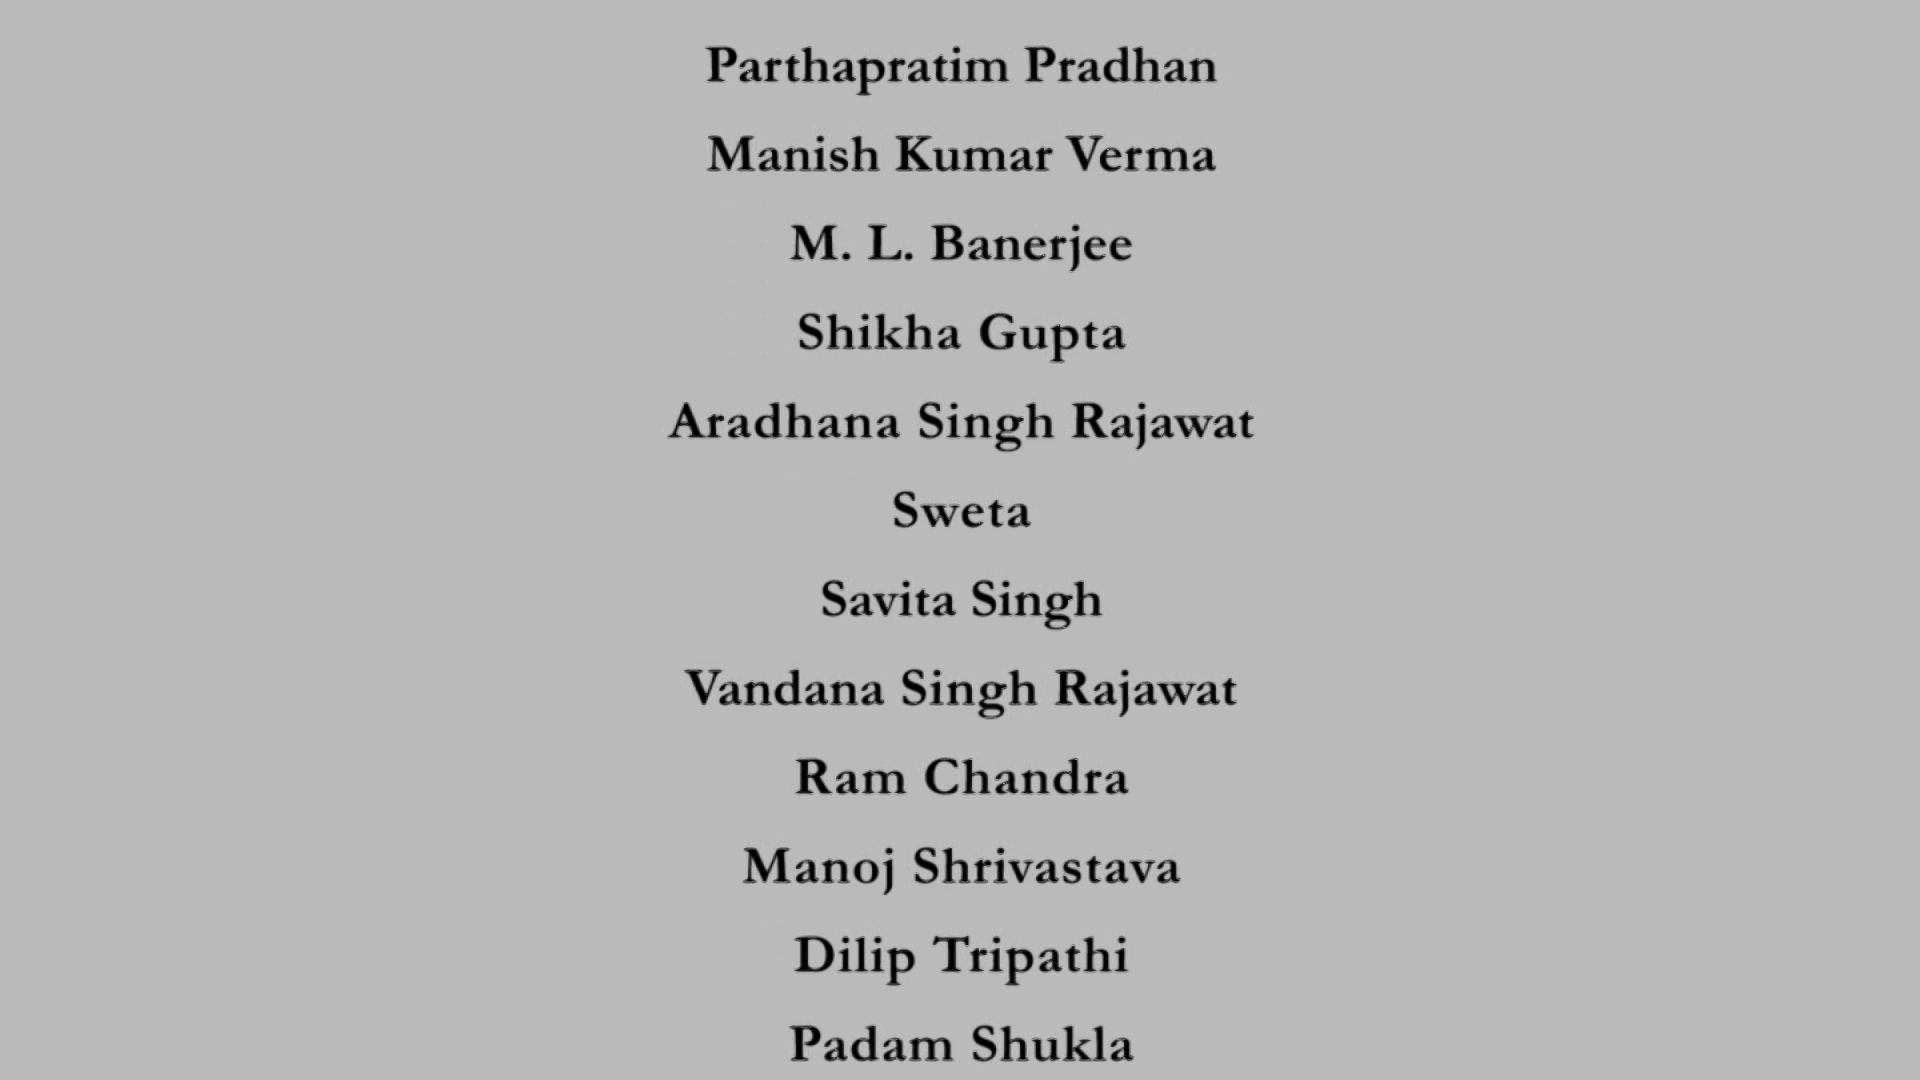 Parthapratim Pradhan
Manish Kumar Verma
M. L. Banerjee
Shikha Gupta
Aradhana Singh Rajawat
Sweta
Savita Singh
Vandana Singh Rajawat
Ram Chandra
Manoj Shrivastava
Dilip Tripathi
Padam Shukla